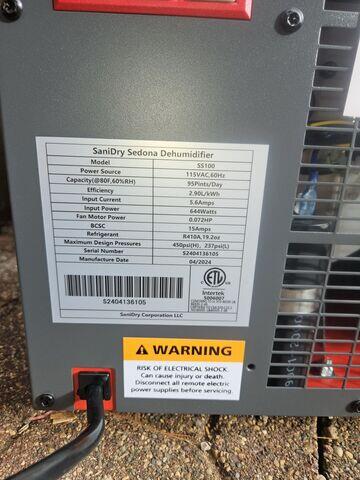 SaniDry Sedona Dehumidifier
Model SS100
Power Source 115VAC,60Hz
Capacity(@80F,60%RH) 95Pints/Day
Efficiency 2.90L/kWh
Input Current 5.6Amps
Input Power 644Watts
Fan Motor Power 0.072HP
BCSC 15Amps
Refrigerant R410A,19.2oz
Maximum Design Pressures 450psi(H), 237psi(L)
Serial Number S2404136105
Manufacture Date 04/2024
S2404136105
ETL
Intertek
5006007
SaniDry Corporation LLC
WARNING
RISK OF ELECTRICAL SHOCK.
Can cause injury or death.
Disconnect all remote electric
power supplies before servicing.